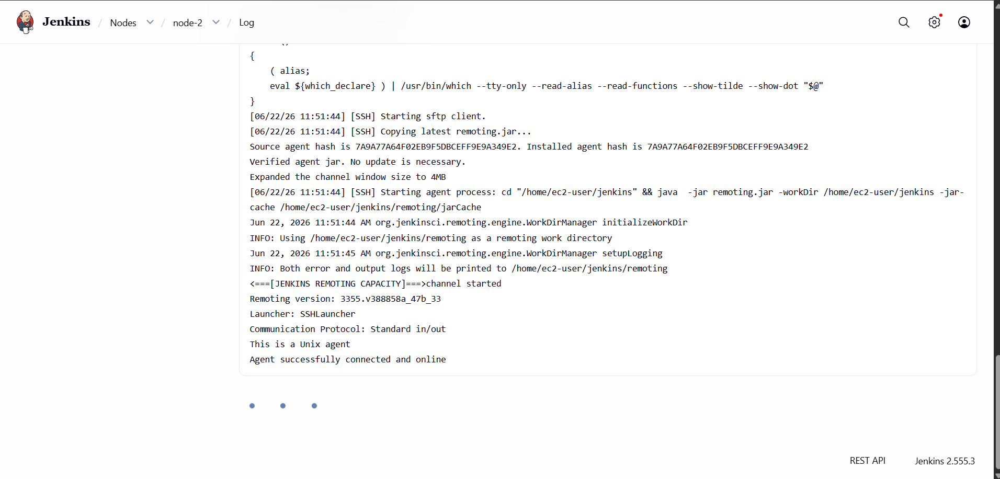 Jenkins / Nodes / node-2 / Log
{
    ( alias;
    eval ${which_declare} ) | /usr/bin/which --tty-only --read-alias --read-functions --show-tilde --show-dot "$@"
}
[06/22/26 11:51:44] [SSH] Starting sftp client.
[06/22/26 11:51:44] [SSH] Copying latest remoting.jar...
Source agent hash is 7A9A77A64F02EB9F5DBCEFF9E9A349E2. Installed agent hash is 7A9A77A64F02EB9F5DBCEFF9E9A349E2
Verified agent jar. No update is necessary.
Expanded the channel window size to 4MB
[06/22/26 11:51:44] [SSH] Starting agent process: cd "/home/ec2-user/jenkins" && java  -jar remoting.jar -workDir /home/ec2-user/jenkins -jar-
cache /home/ec2-user/jenkins/remoting/jarCache
Jun 22, 2026 11:51:44 AM org.jenkinsci.remoting.engine.WorkDirManager initializeWorkDir
INFO: Using /home/ec2-user/jenkins/remoting as a remoting work directory
Jun 22, 2026 11:51:45 AM org.jenkinsci.remoting.engine.WorkDirManager setupLogging
INFO: Both error and output logs will be printed to /home/ec2-user/jenkins/remoting
<===[JENKINS REMOTING CAPACITY]===>channel started
Remoting version: 3355.v388858a_47b_33
Launcher: SSHLauncher
Communication Protocol: Standard in/out
This is a Unix agent
Agent successfully connected and online
REST API Jenkins 2.555.3